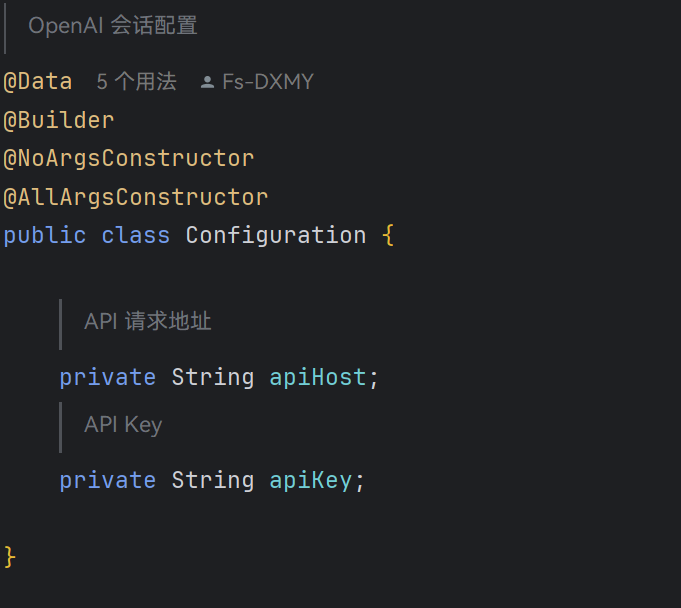 OpenAI 会话配置
@Data 5 个用法 Fs-DXMY
@Builder
@NoArgsConstructor
@AllArgsConstructor
public class Configuration {
API 请求地址
private String apiHost;
API Key
private String apiKey;
}